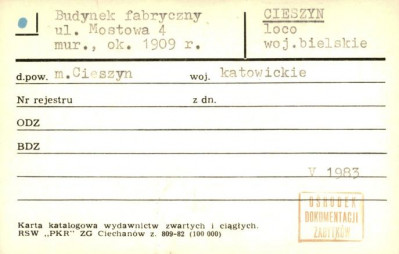 Budynek fabryczny
ul. Mostowa 4
mur., ok. 1909 r.
CIESZYN
loco
woj.bielskie
d.pow. m.Cieszyn woj. katowickie
Nr rejestru z dn.
ODZ
BDZ
V 1983
OŚRODEK
DOKUMENTACJI
ZABYTKÓW
Karta katalogowa wydawnictw zwartych i ciągłych.
RSW „PKR" ZG Ciechanów z. 809-82 (100 000)